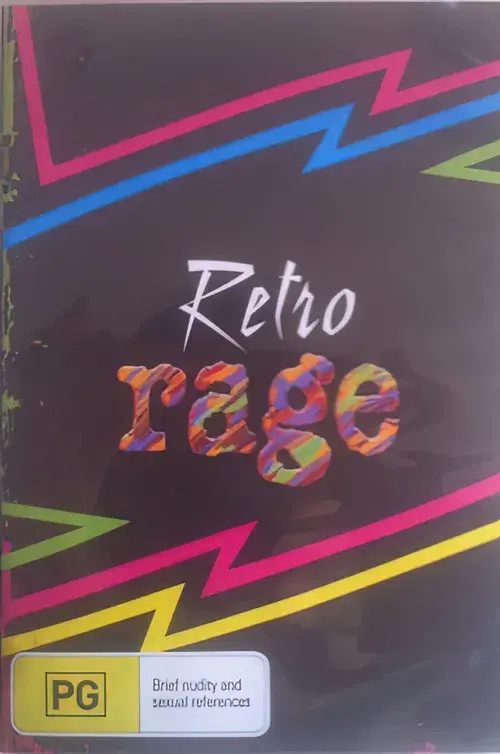 Retro
rage
PG
Brief nudity and
sexual references